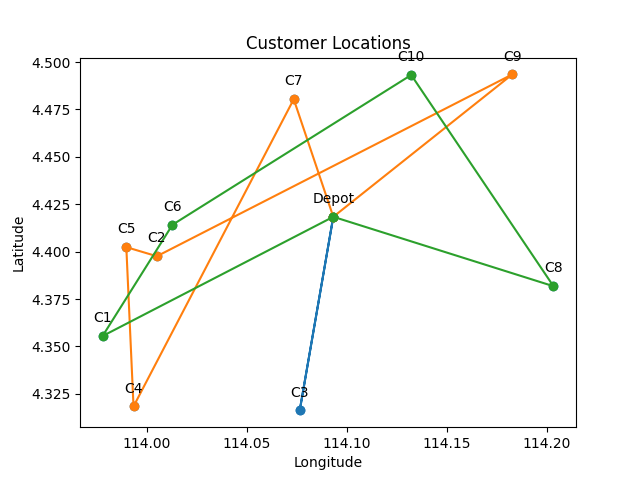 Customer Locations
C10
C9
C7
Depot
C6
C5
C2
C8
C1
C4
C3
4.500
4.475
4.450
4.425
4.400
4.375
4.350
4.325
Latitude
114.00 114.05 114.10 114.15 114.20
Longitude